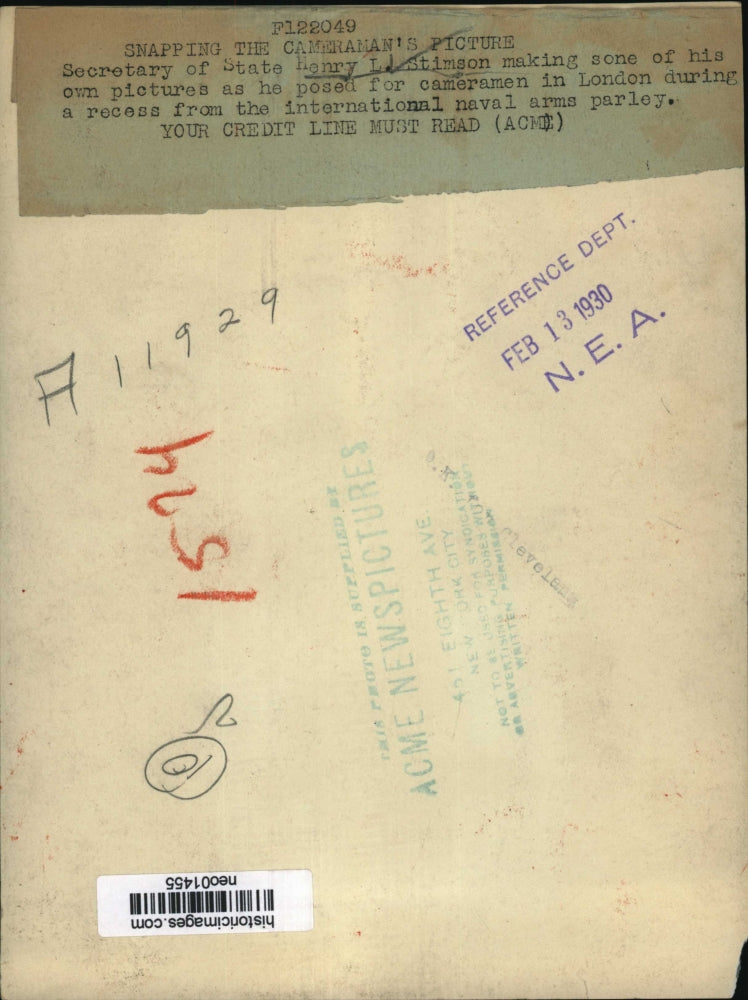 F122049
SNAPPING THE CAMERAMAN'S PICTURE
Secretary of State Henry L. Stimson making sone of his
own pictures as he posed for cameramen in London during
a recess from the international naval arms parley.
YOUR CREDIT LINE MUST READ (ACME)
REFERENCE DEPT.
FEB 13 1930
N. E. A.
A 11929
1524
THIS PHOTO IS SUPPLIED BY
ACME NEWSPICTURES
451 EIGHTH AVE.
NEW YORK CITY
NOT TO BE USED FOR SYNDICATION
OR ADVERTISING PURPOSES WITHOUT
WRITTEN PERMISSION
Cleveland
neo01455
historicimages.com